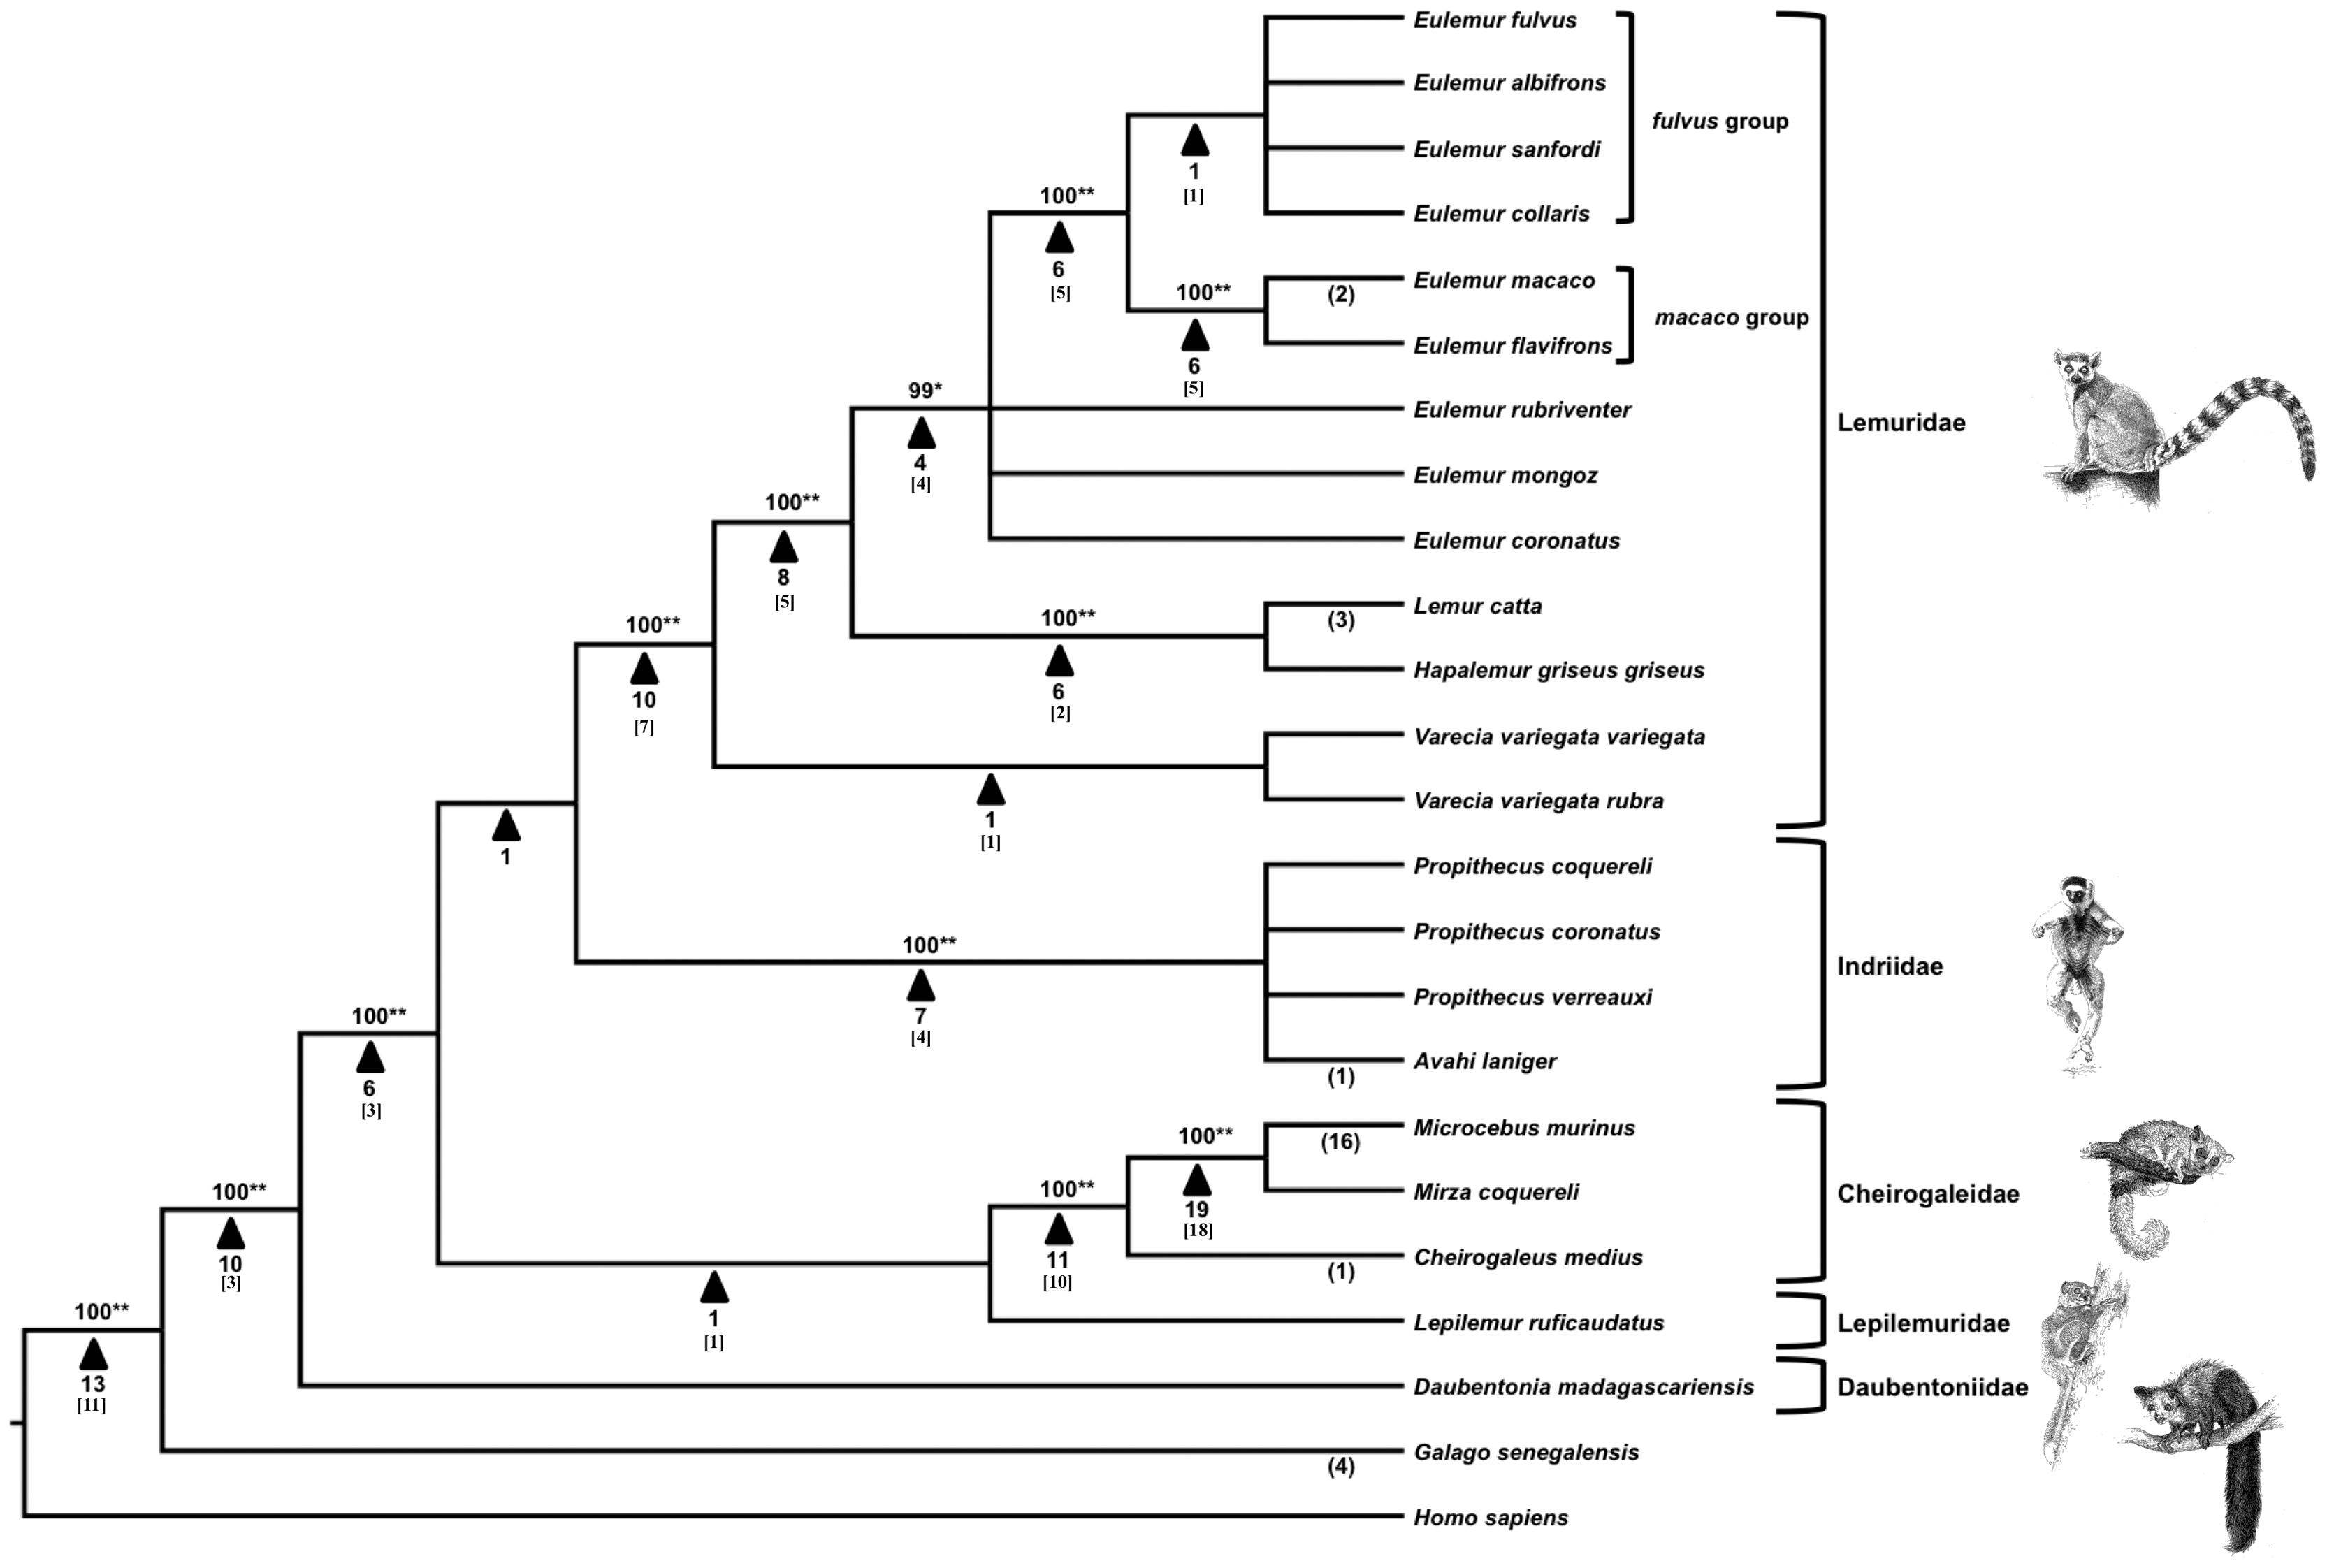 Eulemur fulvus
Eulemur albifrons
fulvus group
1
Eulemur sanfordi
[1]
100**
Eulemur collaris
6
[5]
Eulemur macaco
100**
(2)
macaco group
Eulemur flavifrons
6
[5]
99*
Eulemur rubriventer
Lemuridae
4
[4]
Eulemur mongoz
100**
Eulemur coronatus
8
[5]
Lemur catta
100**
100**
(3)
Hapalemur griseus griseus
10
[7]
6
[2]
Varecia variegata variegata
Varecia variegata rubra
1
[1]
1
Propithecus coquereli
Propithecus coronatus
100**
Indriidae
Propithecus verreauxi
7
[4]
100**
Avahi laniger
(1)
6
[3]
Microcebus murinus
100**
(16)
Mirza coquereli
100**
100**
Cheirogaleidae
19
[18]
10
[3]
11
[10]
Cheirogaleus medius
(1)
100**
1
[1]
Lepilemur ruficaudatus
Lepilemuridae
13
[11]
Daubentonia madagascariensis
Daubentoniidae
Galago senegalensis
(4)
Homo sapiens